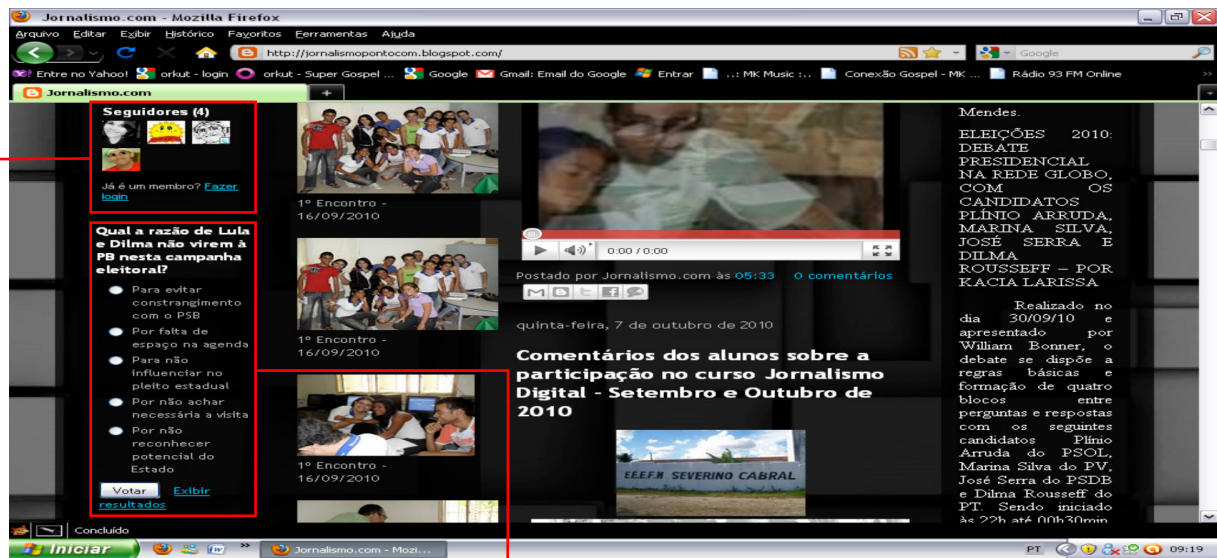 Jornalismo.com - Mozilla Firefox
Arquivo Editar Exibir Histórico Favoritos Ferramentas Ajuda
http://jornalismopontocom.blogspot.com/
Google
Entre no Yahoo! orkut - login orkut - Super Gospel ... Google Gmail: Email do Google Entrar ..: MK Music :.. Conexão Gospel - MK ... Rádio 93 FM Online
Jornalismo.com
Seguidores (4)
Já é um membro? Fazer
login
Qual a razão de Lula
e Dilma não virem à
PB nesta campanha
eleitoral?
Para evitar
constrangimento
com o PSB
Por falta de
espaço na agenda
Para não
influenciar no
pleito estadual
Por não achar
necessária a visita
Por não
reconhecer
potencial do
Estado
Votar Exibir
resultados
1º Encontro -
16/09/2010
1º Encontro -
16/09/2010
1º Encontro -
16/09/2010
0:00 / 0:00
Postado por Jornalismo.com às 05:33 0 comentários
quinta-feira, 7 de outubro de 2010
Comentários dos alunos sobre a
participação no curso Jornalismo
Digital - Setembro e Outubro de
2010
E.E.E.F.M SEVERINO CABRAL
Mendes.
ELEIÇÕES 2010:
DEBATE
PRESIDENCIAL
NA REDE GLOBO,
COM OS
CANDIDATOS
PLÍNIO ARRUDA,
MARINA SILVA,
JOSÉ SERRA E
DILMA
ROUSSEFF – POR
KACIA LARISSA
Realizado no
dia 30/09/10 e
apresentado por
William Bonner, o
debate se dispõe a
regras básicas e
formação de quatro
blocos entre
perguntas e respostas
com os seguintes
candidatos Plínio
Arruda do PSOL,
Marina Silva do PV,
José Serra do PSDB
e Dilma Rousseff do
PT. Sendo iniciado
às 22h até 00h30min
Concluído
Iniciar
Jornalismo.com - Mozi...
PT
09:19